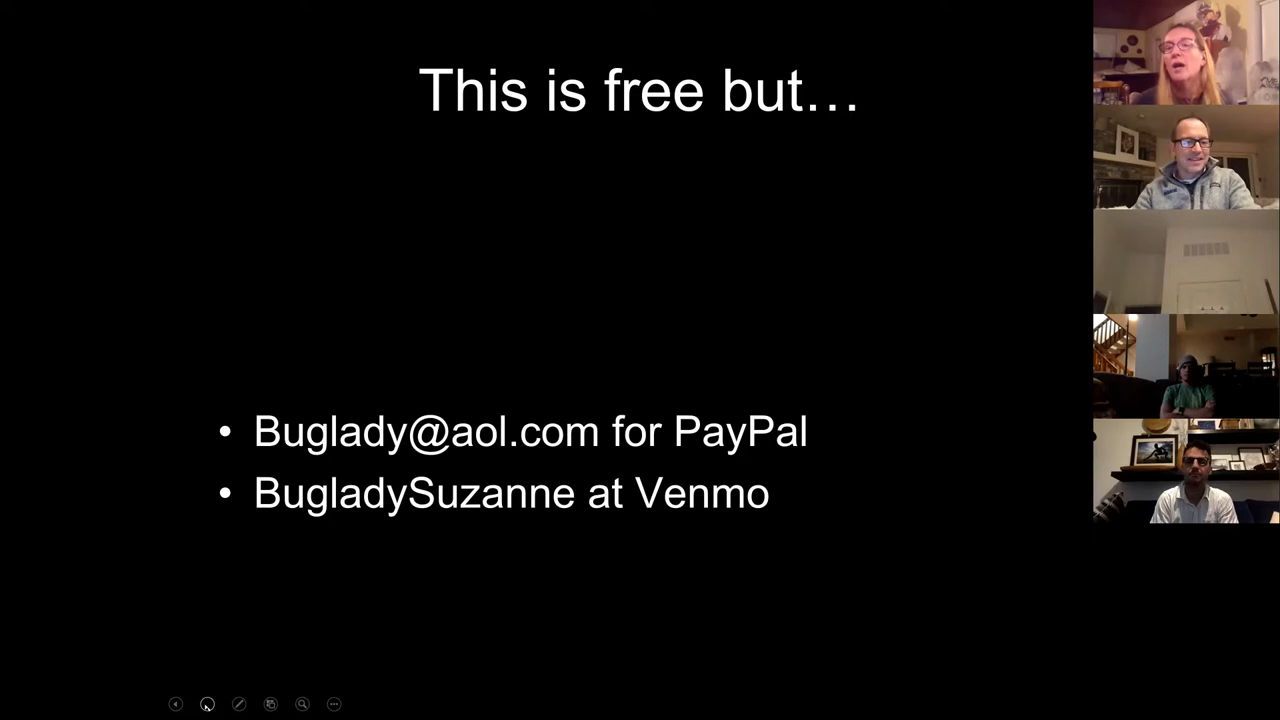 This is free but…
• Buglady@aol.com for PayPal
• BugladySuzanne at Venmo